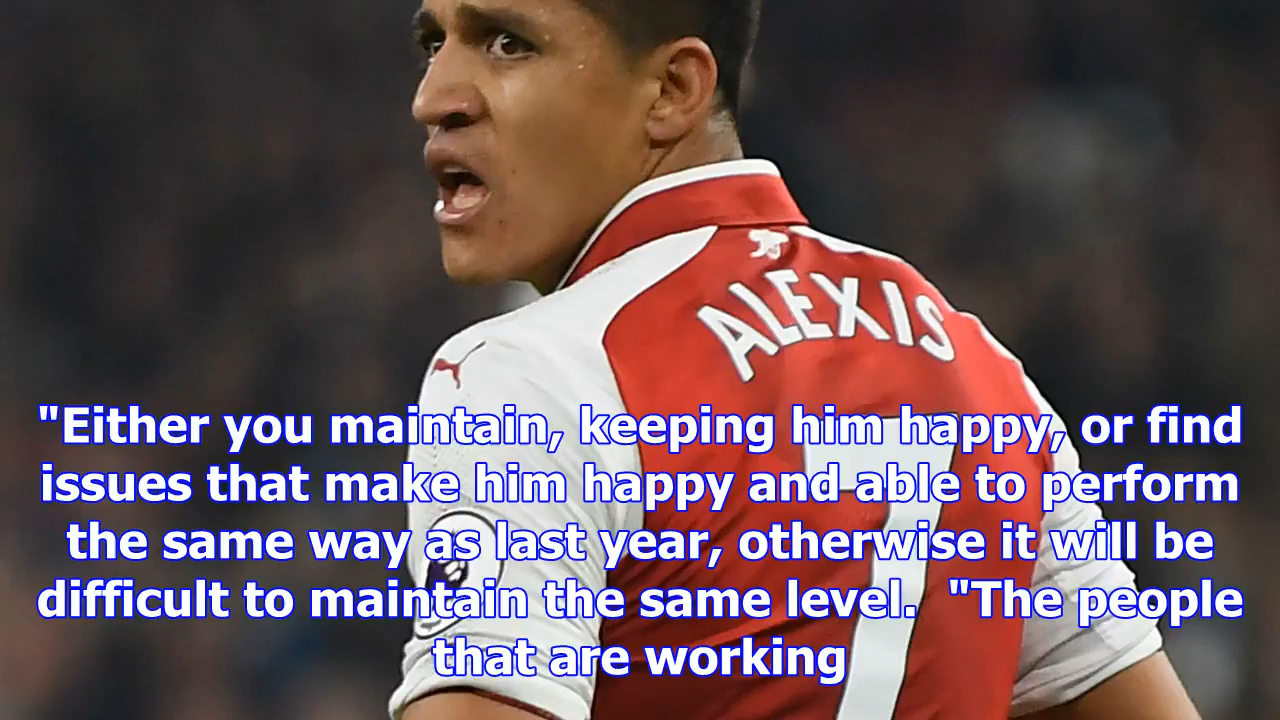 ALEXIS
7
"Either you maintain, keeping him happy, or find
issues that make him happy and able to perform
the same way as last year, otherwise it will be
difficult to maintain the same level.  "The people
that are working